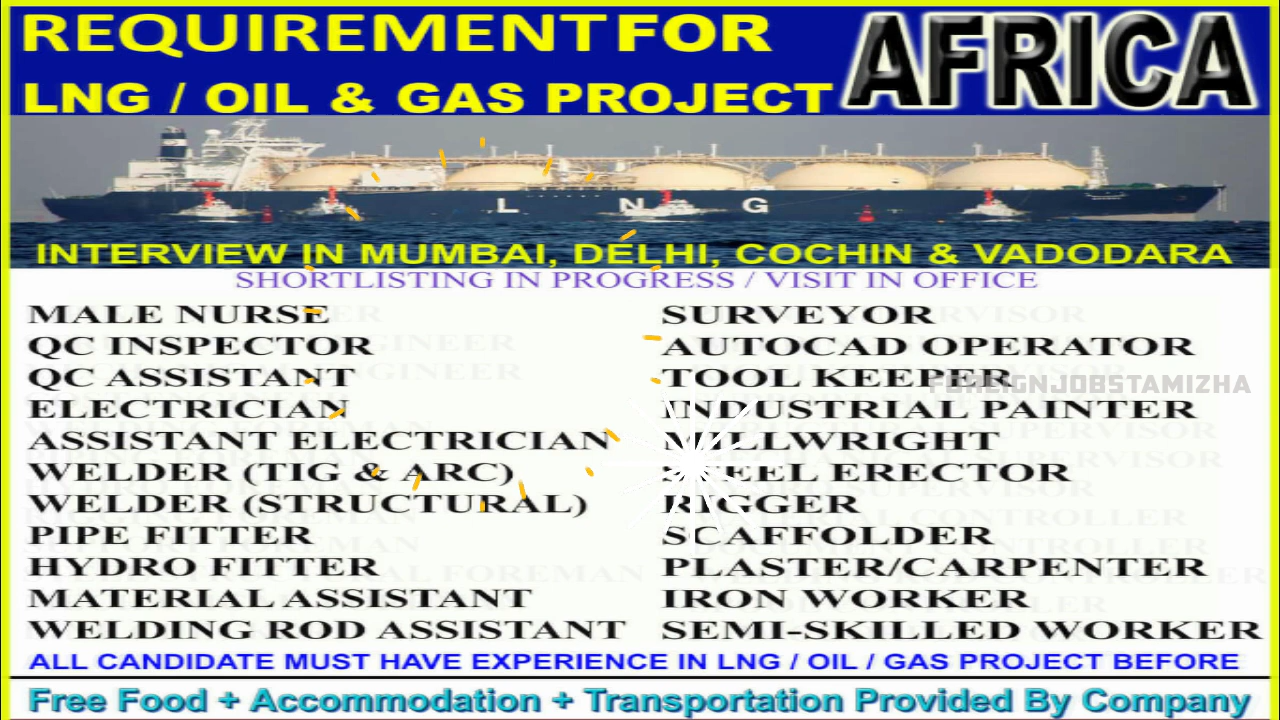 REQUIREMENT FOR
LNG / OIL & GAS PROJECT
AFRICA
L N G
INTERVIEW IN MUMBAI, DELHI, COCHIN & VADODARA
SHORTLISTING IN PROGRESS / VISIT IN OFFICE
MALE NURSE
QC INSPECTOR
QC ASSISTANT
ELECTRICIAN
ASSISTANT ELECTRICIAN
WELDER (TIG & ARC)
WELDER (STRUCTURAL)
PIPE FITTER
HYDRO FITTER
MATERIAL ASSISTANT
WELDING ROD ASSISTANT
SURVEYOR
AUTOCAD OPERATOR
TOOL KEEPER
FOREIGNJOBSTAMIZHA
INDUSTRIAL PAINTER
MILLWRIGHT
STEEL ERECTOR
RIGGER
SCAFFOLDER
PLASTER/CARPENTER
IRON WORKER
SEMI-SKILLED WORKER
ALL CANDIDATE MUST HAVE EXPERIENCE IN LNG / OIL / GAS PROJECT BEFORE
Free Food + Accommodation + Transportation Provided By Company